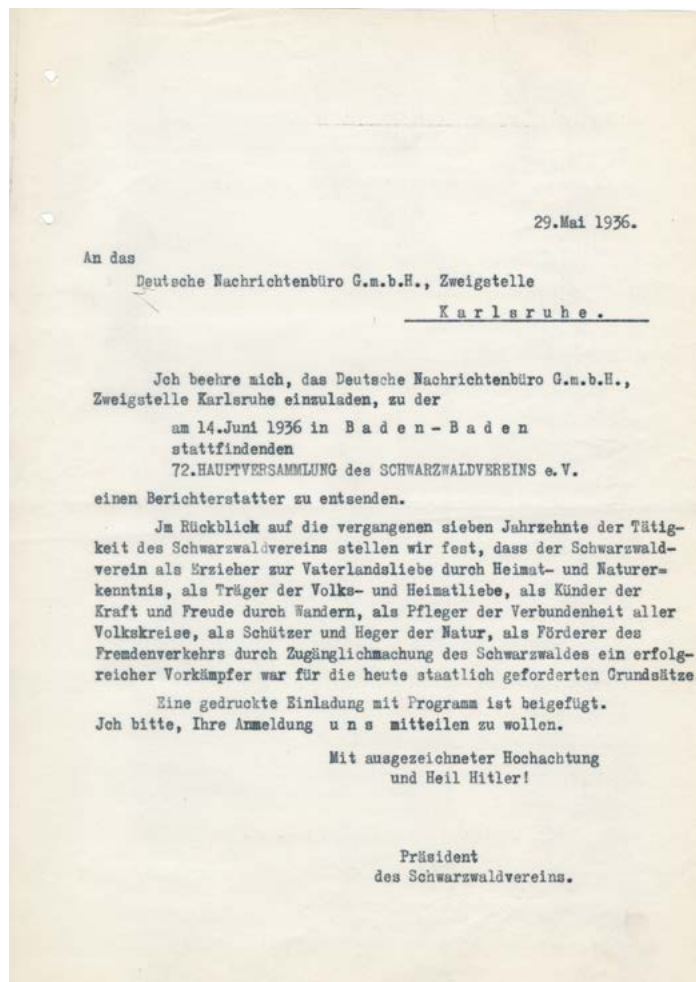 29.Mai 1936.
An das
Deutsche Nachrichtenbüro G.m.b.H., Zweigstelle
K a r l s r u h e .
Jch beehre mich, das Deutsche Nachrichtenbüro G.m.b.H.,
Zweigstelle Karlsruhe einzuladen, zu der
am 14.Juni 1936 in B a d e n - B a d e n
stattfindenden
72.HAUPTVERSAMMLUNG des SCHWARZWALDVEREINS e.V.
einen Berichterstatter zu entsenden.
Jm Rückblick auf die vergangenen sieben Jahrzehnte der Tätig-
keit des Schwarzwaldvereins stellen wir fest, dass der Schwarzwald-
verein als Erzieher zur Vaterlandsliebe durch Heimat- und Naturer=
kenntnis, als Träger der Volks- und Heimatliebe, als Künder der
Kraft und Freude durch Wandern, als Pfleger der Verbundenheit aller
Volkskreise, als Schützer und Heger der Natur, als Förderer des
Fremdenverkehrs durch Zugänglichmachung des Schwarzwaldes ein erfolg-
reicher Vorkämpfer war für die heute staatlich geforderten Grundsätze
Eine gedruckte Einladung mit Programm ist beigefügt.
Jch bitte, Ihre Anmeldung u n s mitteilen zu wollen.
Mit ausgezeichneter Hochachtung
und Heil Hitler!
Präsident
des Schwarzwaldvereins.